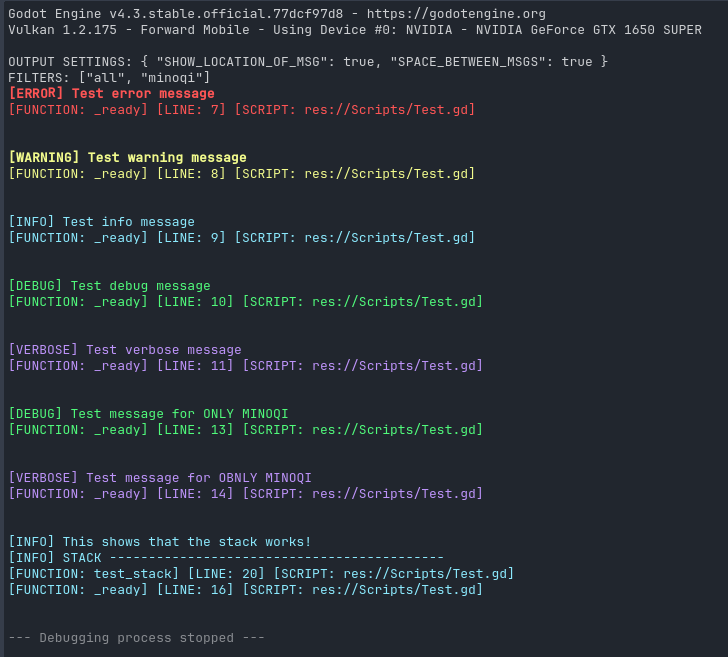 Godot Engine v4.3.stable.official.77dcf97d8 - https://godotengine.org
Vulkan 1.2.175 - Forward Mobile - Using Device #0: NVIDIA - NVIDIA GeForce GTX 1650 SUPER
OUTPUT SETTINGS: { "SHOW_LOCATION_OF_MSG": true, "SPACE_BETWEEN_MSGS": true }
FILTERS: ["all", "minoqi"]
[ERROR] Test error message
[FUNCTION: _ready] [LINE: 7] [SCRIPT: res://Scripts/Test.gd]
[WARNING] Test warning message
[FUNCTION: _ready] [LINE: 8] [SCRIPT: res://Scripts/Test.gd]
[INFO] Test info message
[FUNCTION: _ready] [LINE: 9] [SCRIPT: res://Scripts/Test.gd]
[DEBUG] Test debug message
[FUNCTION: _ready] [LINE: 10] [SCRIPT: res://Scripts/Test.gd]
[VERBOSE] Test verbose message
[FUNCTION: _ready] [LINE: 11] [SCRIPT: res://Scripts/Test.gd]
[DEBUG] Test message for ONLY MINOQI
[FUNCTION: _ready] [LINE: 13] [SCRIPT: res://Scripts/Test.gd]
[VERBOSE] Test message for OBNLY MINOQI
[FUNCTION: _ready] [LINE: 14] [SCRIPT: res://Scripts/Test.gd]
[INFO] This shows that the stack works!
[INFO] STACK -------------------------------------------
[FUNCTION: test_stack] [LINE: 20] [SCRIPT: res://Scripts/Test.gd]
[FUNCTION: _ready] [LINE: 16] [SCRIPT: res://Scripts/Test.gd]
--- Debugging process stopped ---